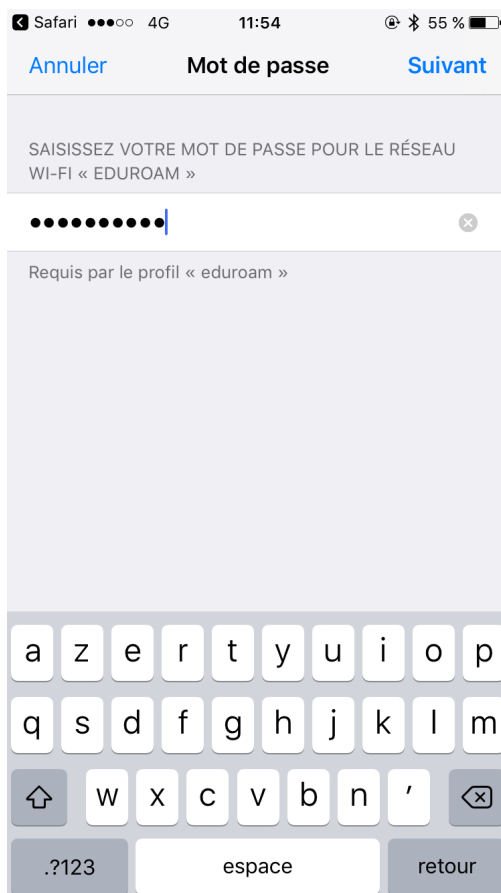 Safari 4G 11:54 55 %
Annuler Mot de passe Suivant
SAISISSEZ VOTRE MOT DE PASSE POUR LE RÉSEAU
WI-FI « EDUROAM »
••••••••••
Requis par le profil « eduroam »
a z e r t y u i o p
q s d f g h j k l m
w x c v b n ’
.?123 espace retour